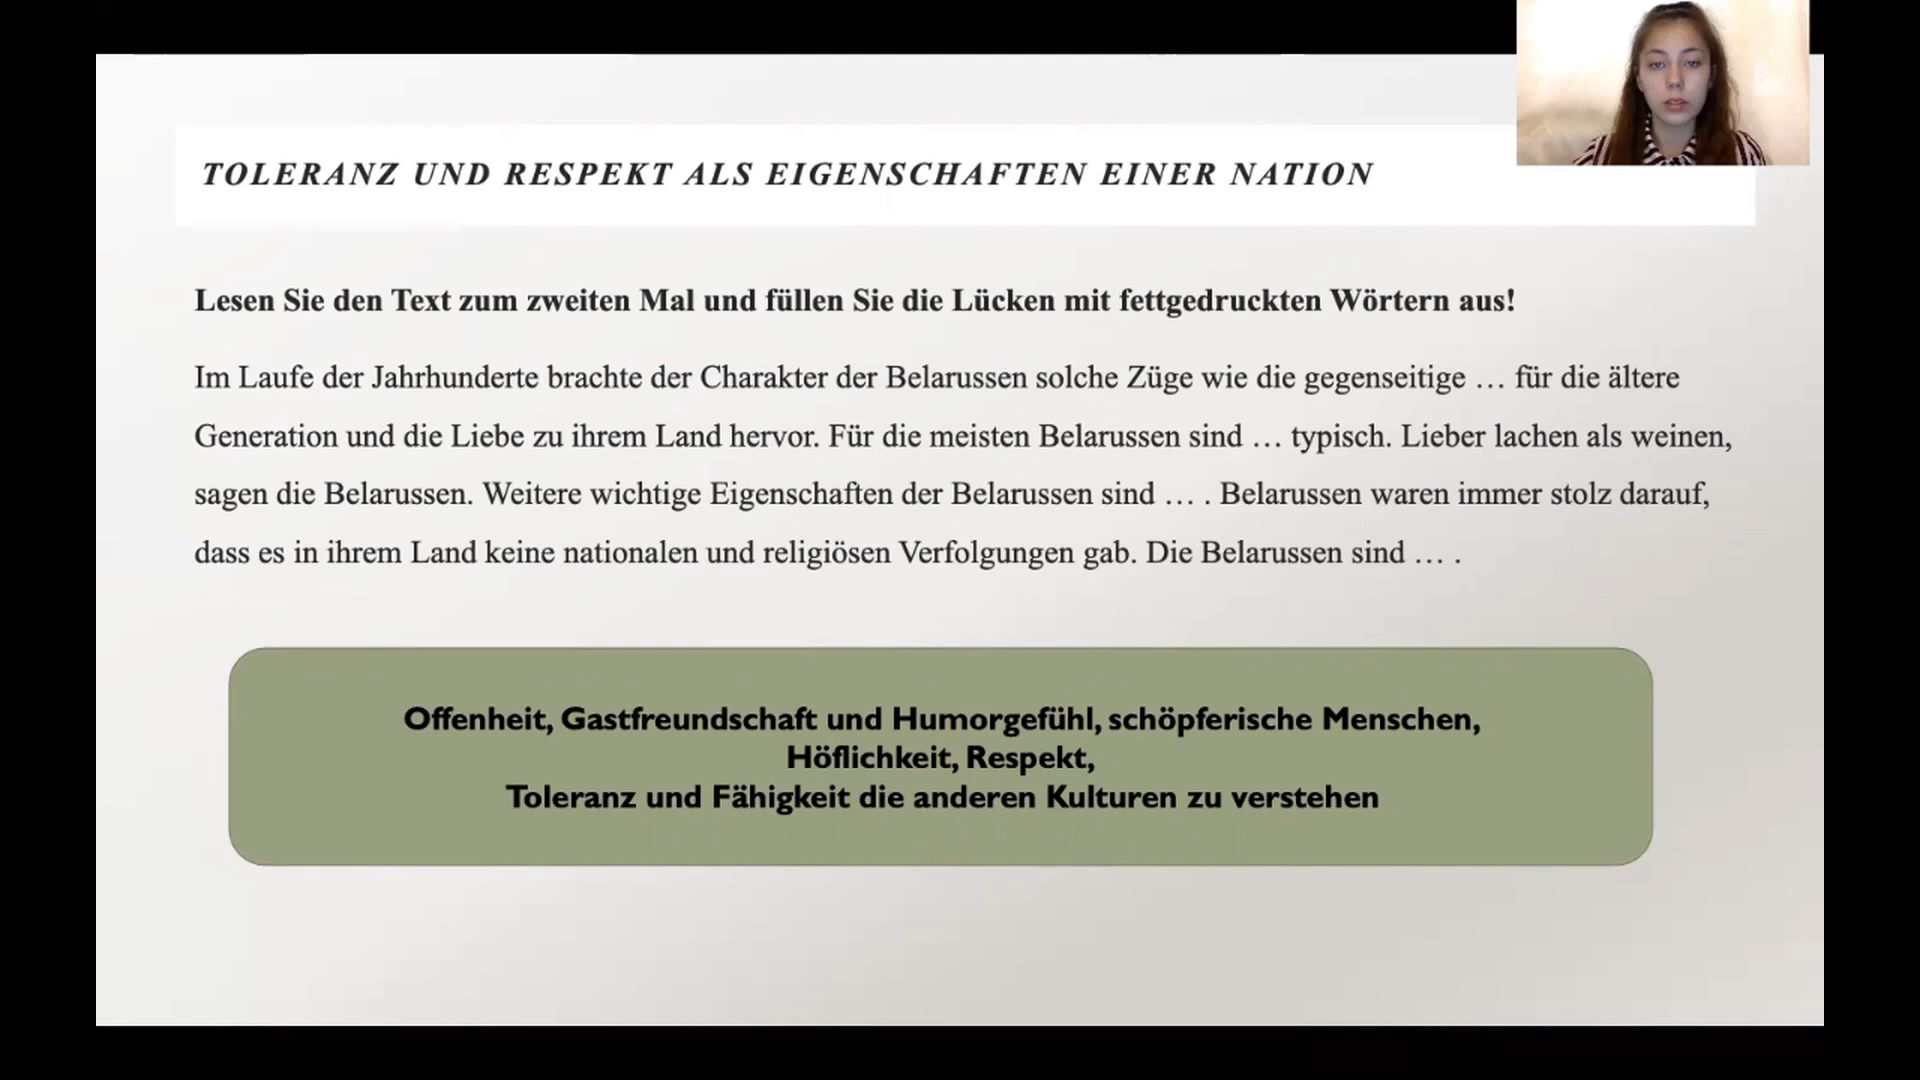 TOLERANZ UND RESPEKT ALS EIGENSCHAFTEN EINER NATION
Lesen Sie den Text zum zweiten Mal und füllen Sie die Lücken mit fettgedruckten Wörtern aus!
Im Laufe der Jahrhunderte brachte der Charakter der Belarussen solche Züge wie die gegenseitige … für die ältere
Generation und die Liebe zu ihrem Land hervor. Für die meisten Belarussen sind … typisch. Lieber lachen als weinen,
sagen die Belarussen. Weitere wichtige Eigenschaften der Belarussen sind … . Belarussen waren immer stolz darauf,
dass es in ihrem Land keine nationalen und religiösen Verfolgungen gab. Die Belarussen sind … .
Offenheit, Gastfreundschaft und Humorgefühl, schöpferische Menschen,
Höflichkeit, Respekt,
Toleranz und Fähigkeit die anderen Kulturen zu verstehen